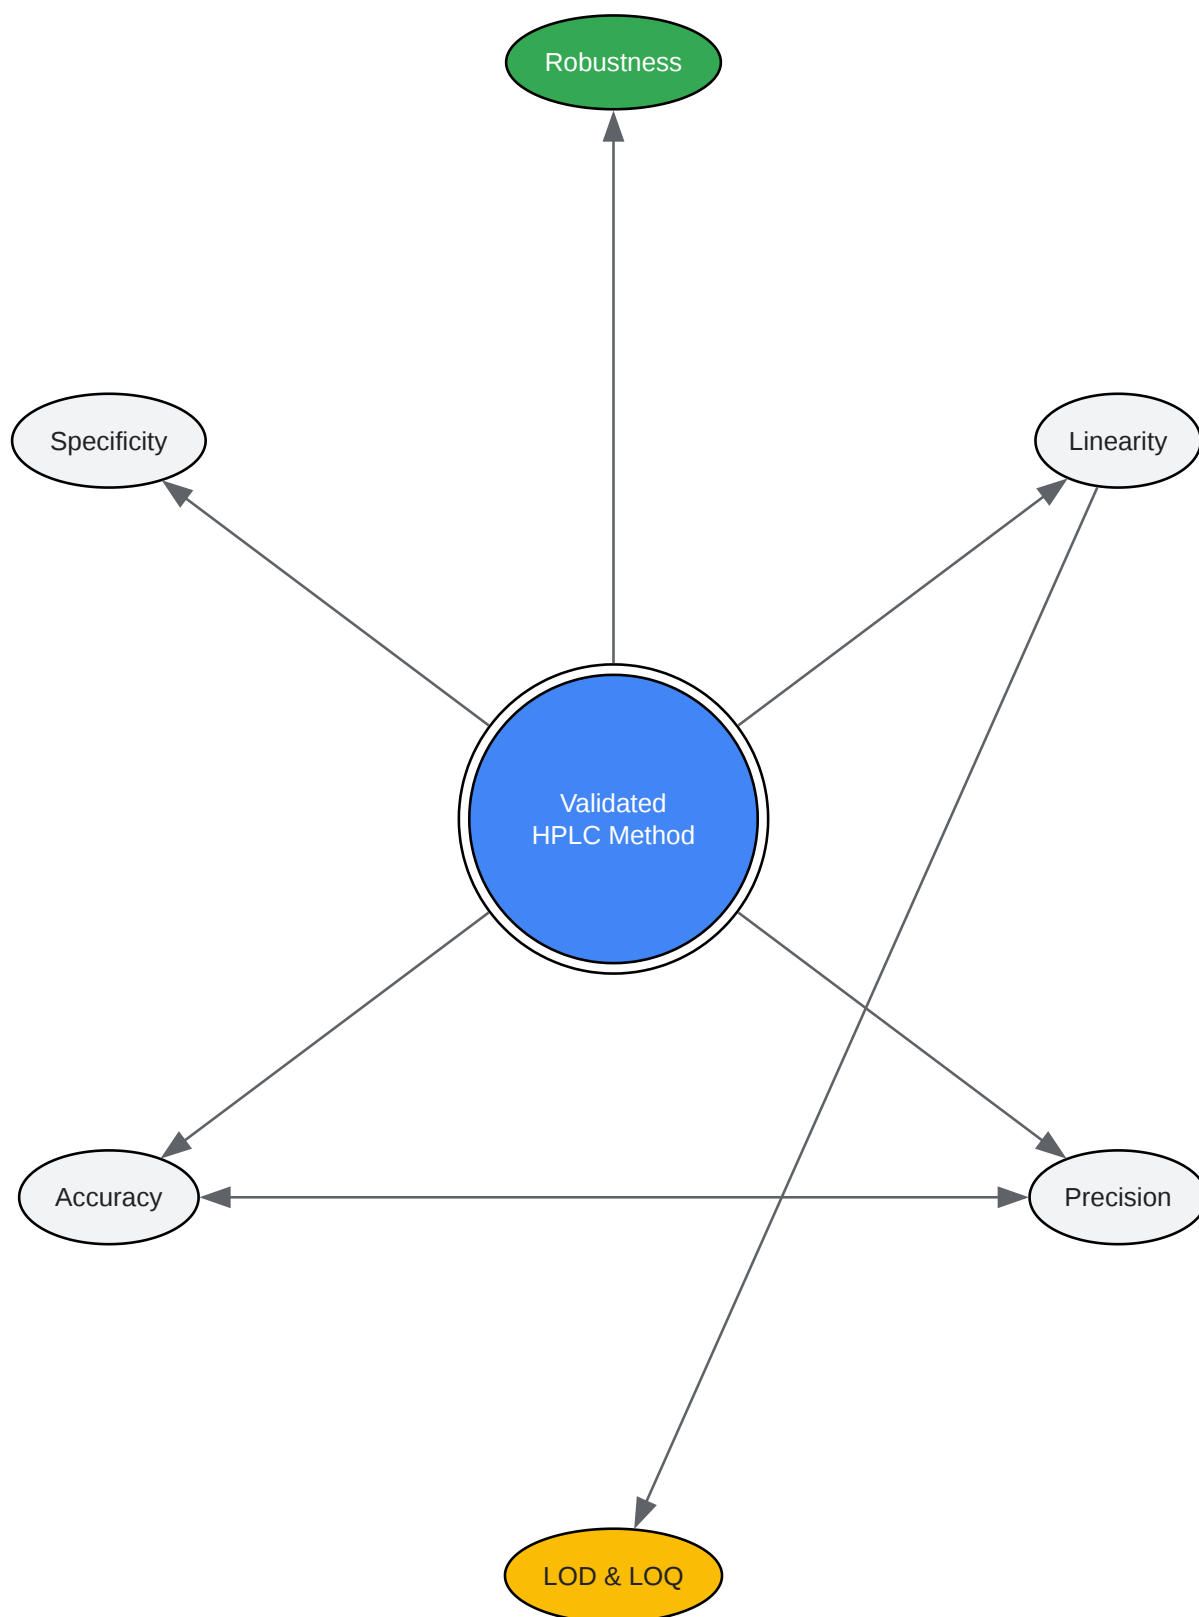 Robustness
Specificity
Linearity
Validated
HPLC Method
Accuracy
Precision
LOD & LOQ